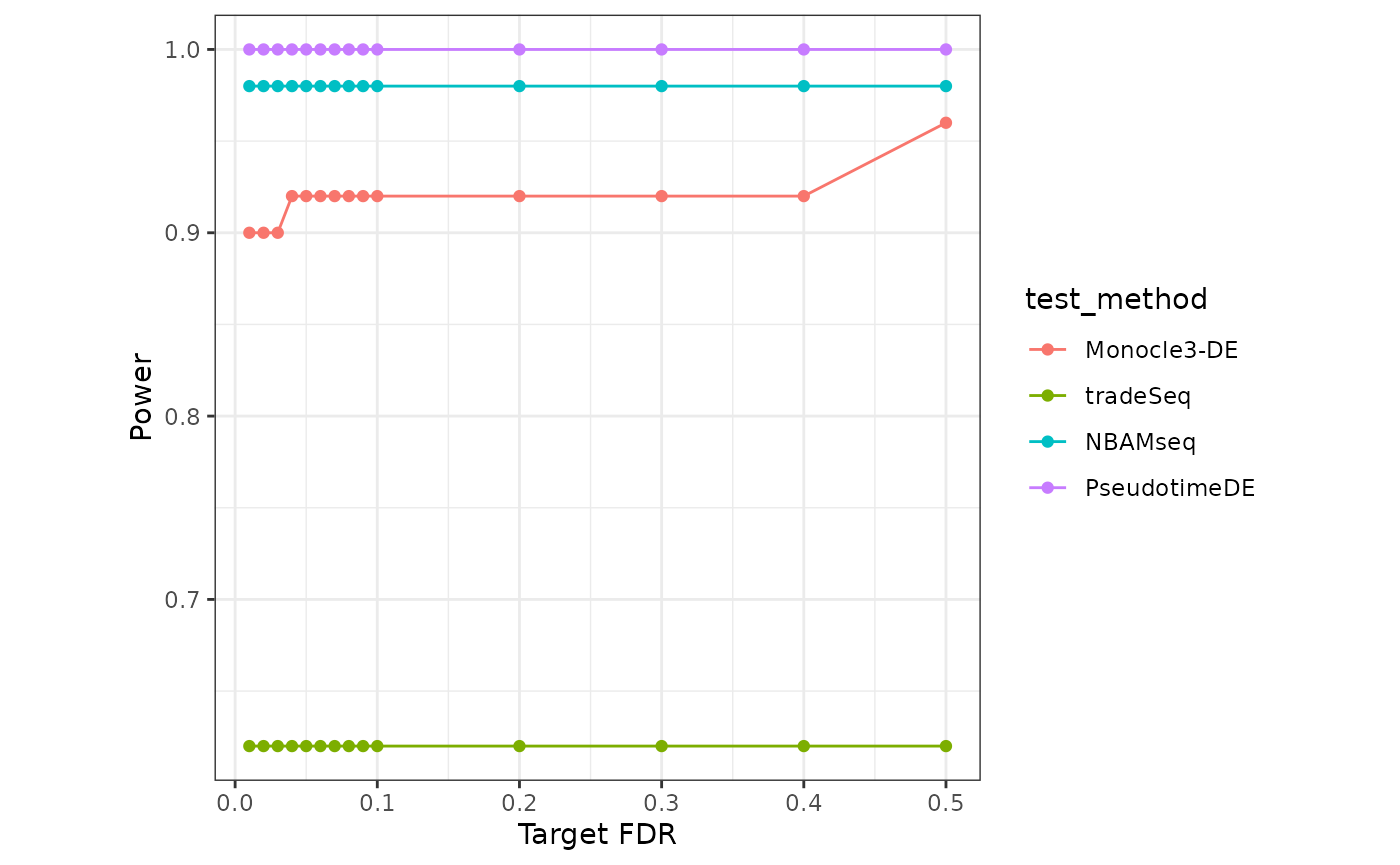 1.0
0.9
0.8
0.7
Power
0.0 0.1 0.2 0.3 0.4 0.5
Target FDR
test_method
Monocle3-DE
tradeSeq
NBAMseq
PseudotimeDE